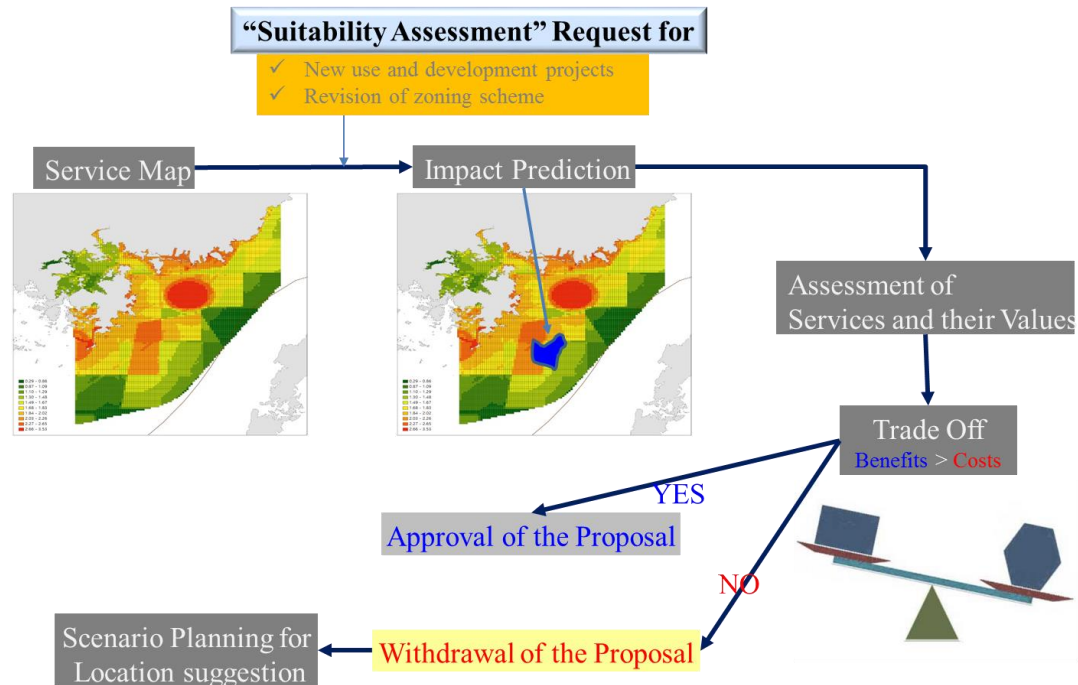 “Suitability Assessment” Request for
✓ New use and development projects
✓ Revision of zoning scheme
Service Map
Impact Prediction
Assessment of
Services and their Values
Trade Off
Benefits > Costs
YES
Approval of the Proposal
NO
Withdrawal of the Proposal
Scenario Planning for
Location suggestion